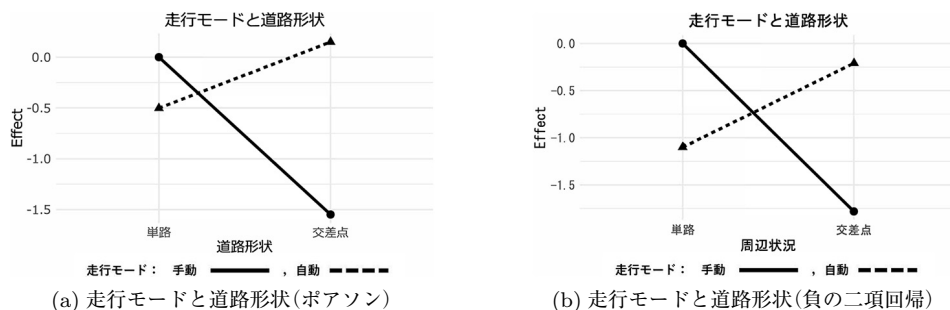 走行モードと道路形状
0.0
-0.5
-1.0
-1.5
Effect
単路
交差点
道路形状
走行モード： 手動 ，自動
(a) 走行モードと道路形状(ポアソン)
走行モードと道路形状
0.0
-0.5
-1.0
-1.5
Effect
単路
交差点
周辺状況
走行モード： 手動 ，自動
(b) 走行モードと道路形状(負の二項回帰)